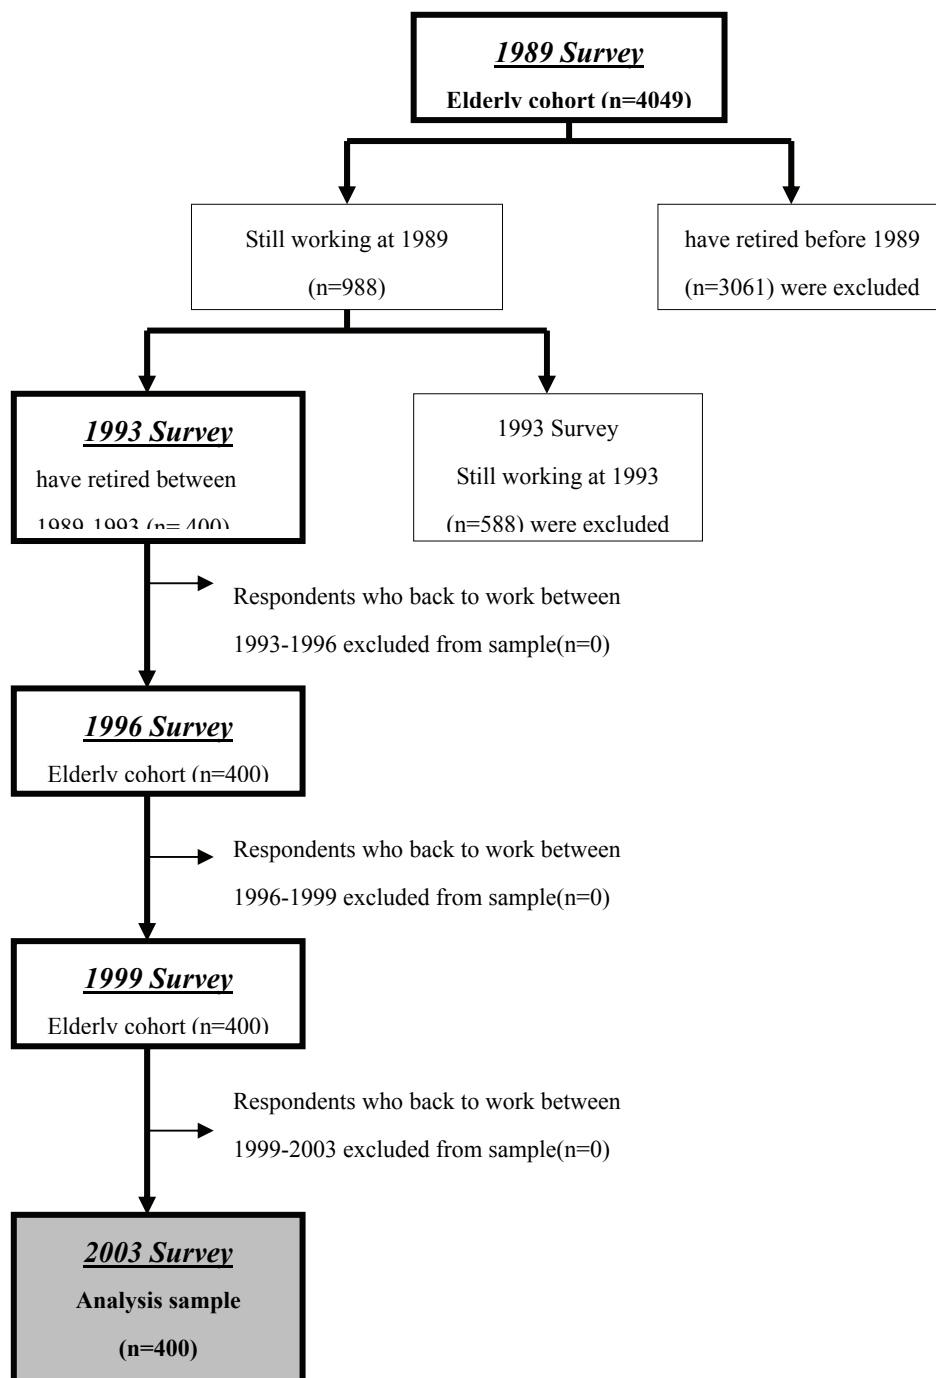 1989 Survey
Elderly cohort (n=4049)
Still working at 1989
(n=988)
have retired before 1989
(n=3061) were excluded
1993 Survey
have retired between
1989-1993 (n= 400)
1993 Survey
Still working at 1993
(n=588) were excluded
Respondents who back to work between
1993-1996 excluded from sample(n=0)
1996 Survey
Elderly cohort (n=400)
Respondents who back to work between
1996-1999 excluded from sample(n=0)
1999 Survey
Elderly cohort (n=400)
Respondents who back to work between
1999-2003 excluded from sample(n=0)
2003 Survey
Analysis sample
(n=400)